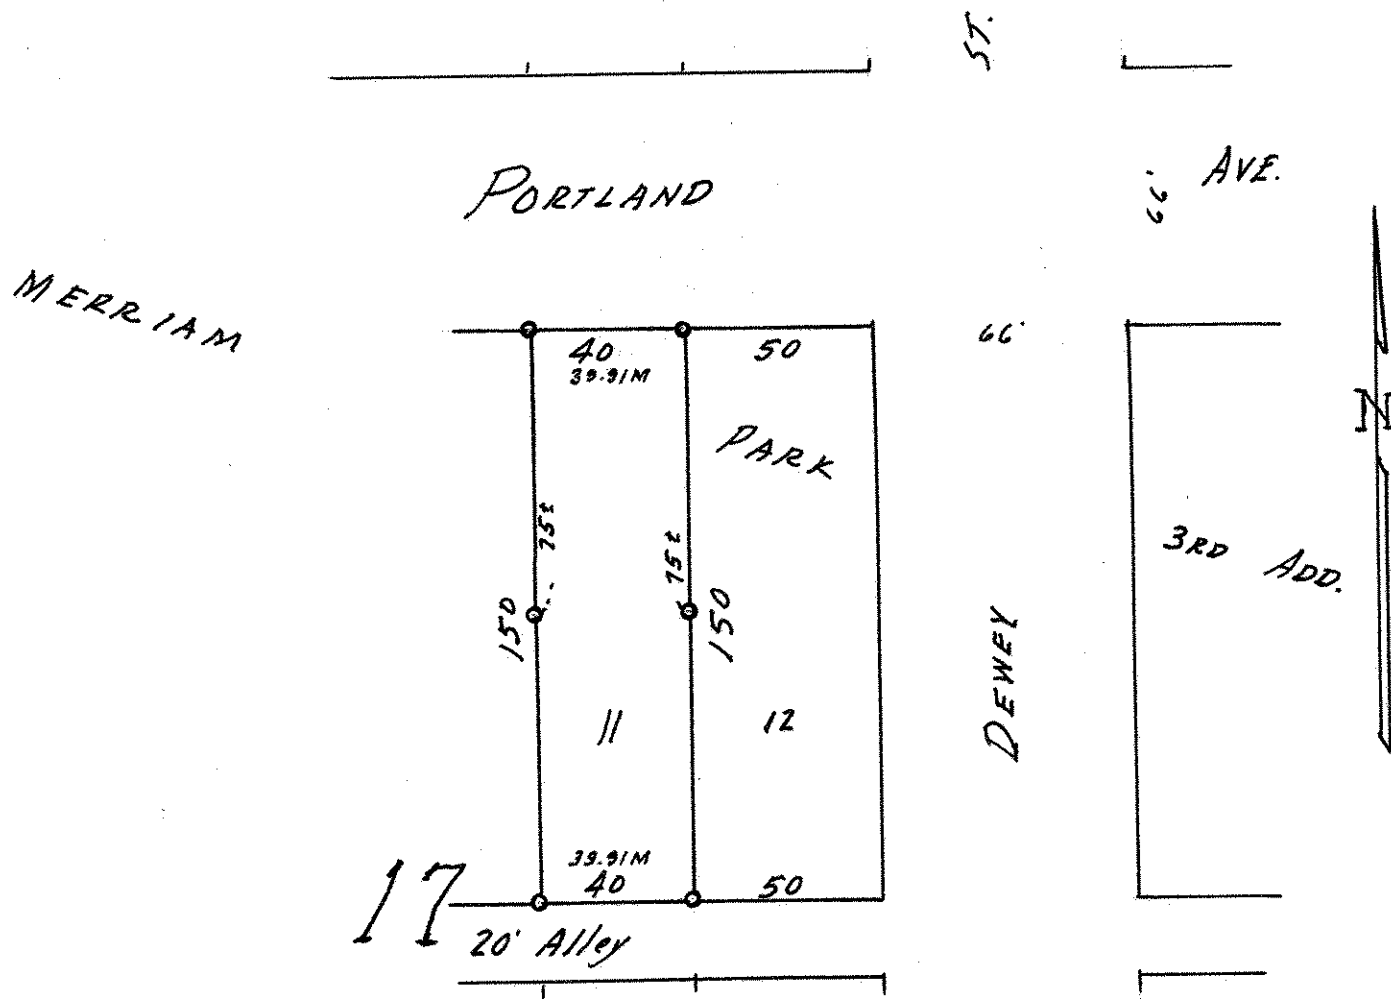 ST.
PORTLAND
AVE.
66'
MERRIAM
66'
40
50
39.91M
PARK
N
75±
75±
3RD ADD.
150
150
DEWEY
11
12
39.91M
40
50
17
20' Alley